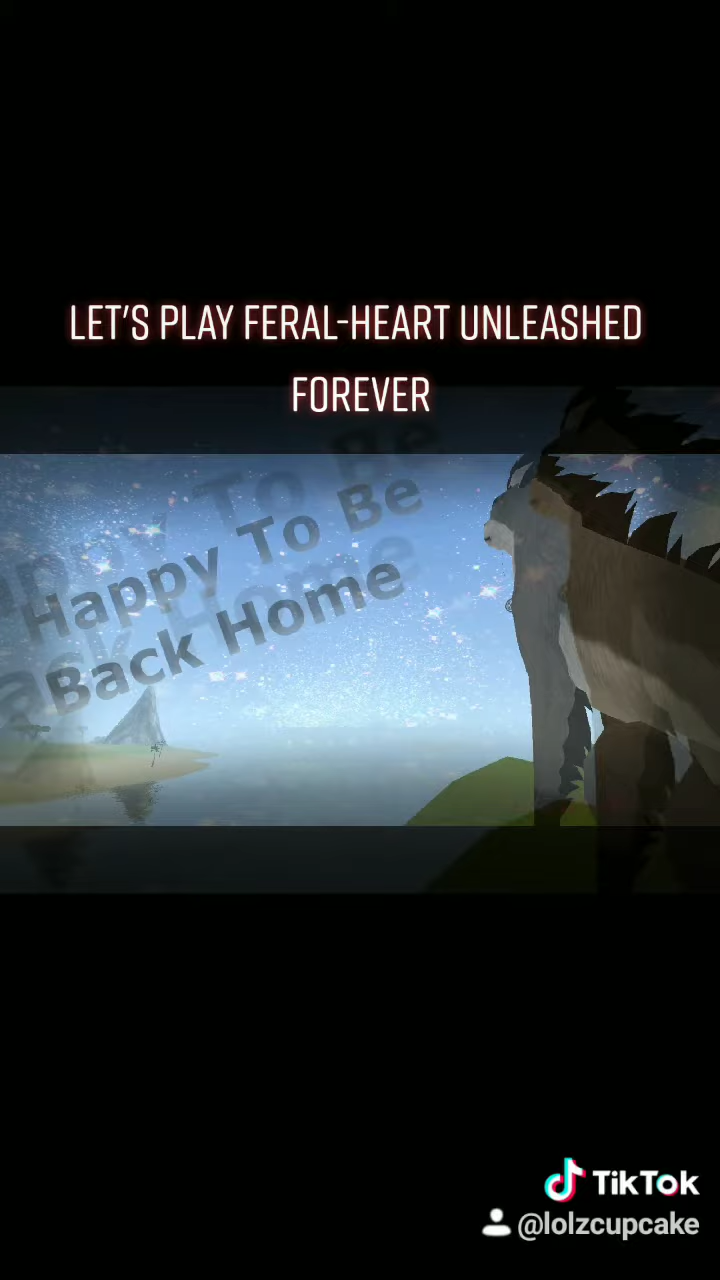 LET'S PLAY FERAL-HEART UNLEASHED
FOREVER
Happy To Be
Back Home
TikTok
@lolzcupcake